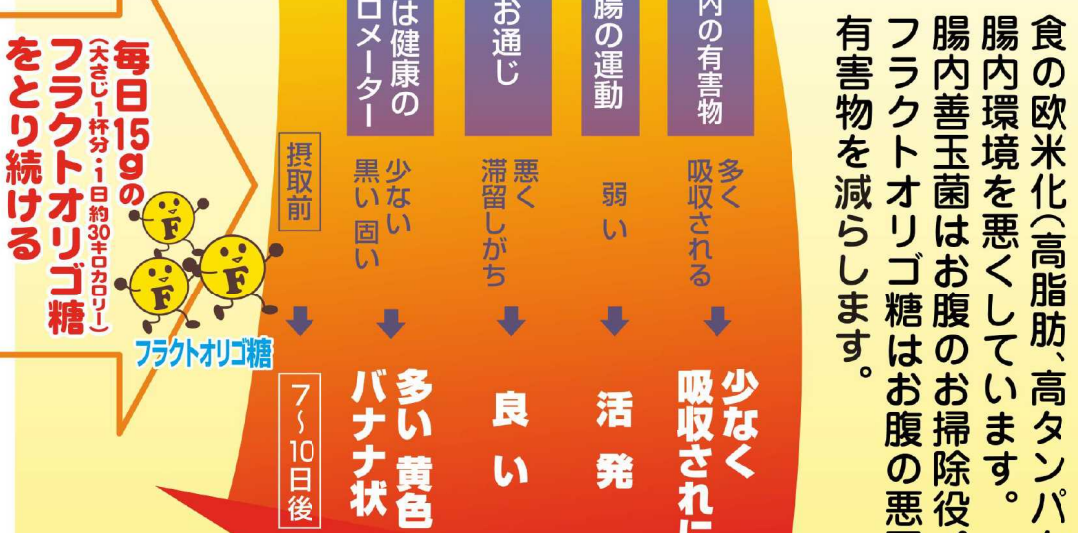 食の欧米化（高脂肪、高タンパ
腸内環境を悪くしています。
腸内善玉菌はお腹のお掃除役。
フラクトオリゴ糖はお腹の悪
有害物を減らします。
内の有害物
多く
吸収される
少なく
吸収されに
腸の運動
弱い
活発
お通じ
悪く
滞留しがち
良い
は健康の
ロメーター
少ない
黒い 固い
多い 黄色
バナナ状
摂取前
7〜10日後
毎日15gの
（大さじ1杯分・1日約30キロカロリー）
フラクトオリゴ糖
をとり続ける
F
F
F
フラクトオリゴ糖